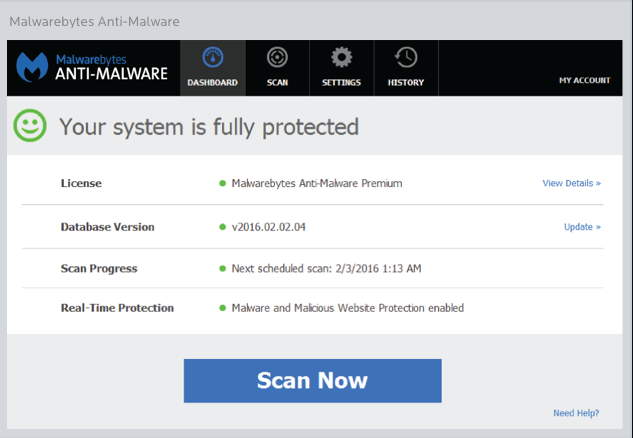 Malwarebytes Anti-Malware
Malwarebytes
ANTI-MALWARE
DASHBOARD
SCAN
SETTINGS
HISTORY
MY ACCOUNT
Your system is fully protected
License Malwarebytes Anti-Malware Premium View Details »
Database Version v2016.02.02.04 Update »
Scan Progress Next scheduled scan: 2/3/2016 1:13 AM
Real-Time Protection Malware and Malicious Website Protection enabled
Scan Now
Need Help?